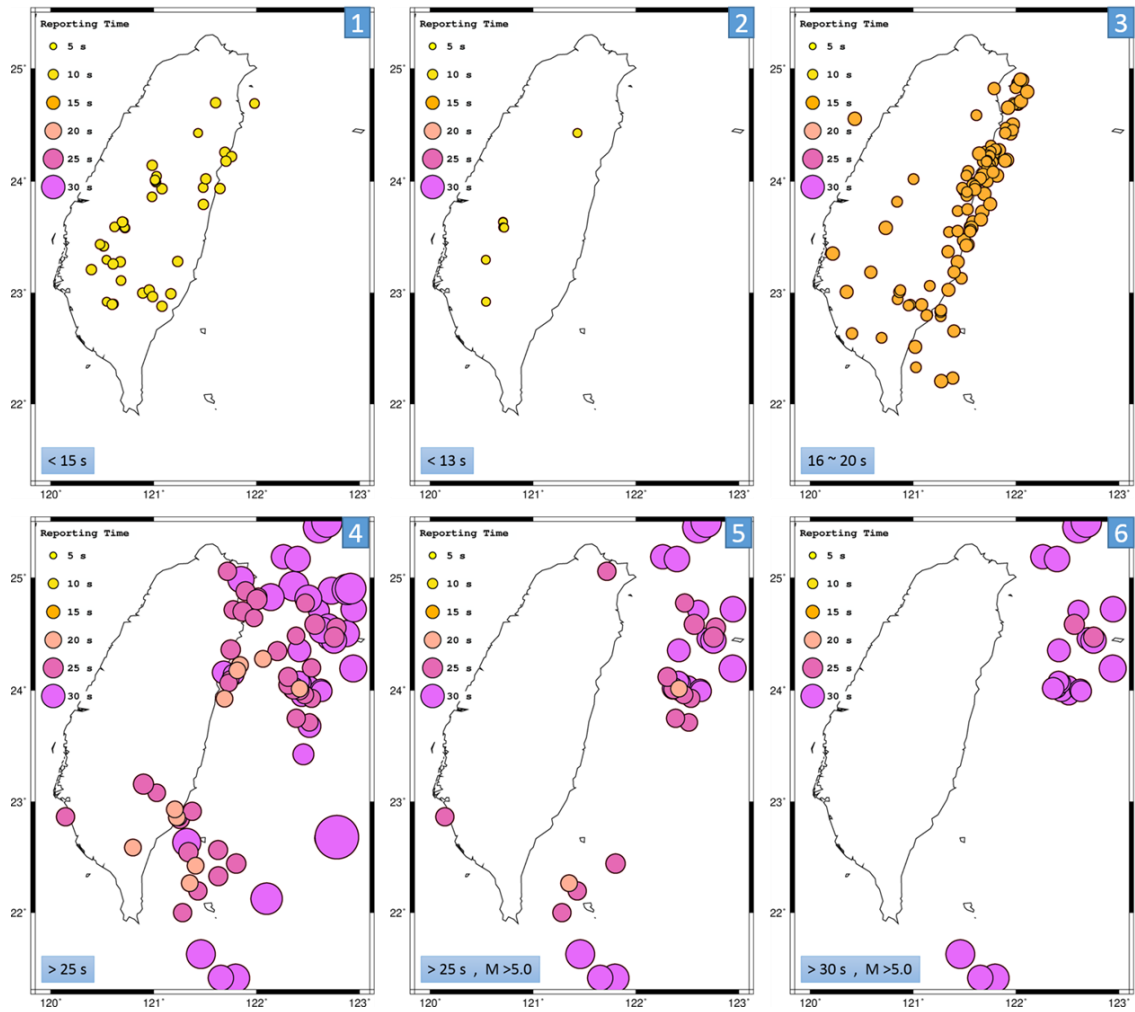 Reporting Time
1
5 s
10 s
15 s
20 s
25 s
30 s
25°
24°
23°
22°
< 15 s
120°
121°
122°
123°
Reporting Time
2
5 s
10 s
15 s
20 s
25 s
30 s
25°
24°
23°
22°
< 13 s
120°
121°
122°
123°
Reporting Time
3
5 s
10 s
15 s
20 s
25 s
30 s
25°
24°
23°
22°
16 ~ 20 s
120°
121°
122°
123°
Reporting Time
4
5 s
10 s
15 s
20 s
25 s
30 s
25°
24°
23°
22°
> 25 s
120°
121°
122°
123°
Reporting Time
5
5 s
10 s
15 s
20 s
25 s
30 s
25°
24°
23°
22°
> 25 s , M >5.0
120°
121°
122°
123°
Reporting Time
6
5 s
10 s
15 s
20 s
25 s
30 s
25°
24°
23°
22°
> 30 s , M >5.0
120°
121°
122°
123°